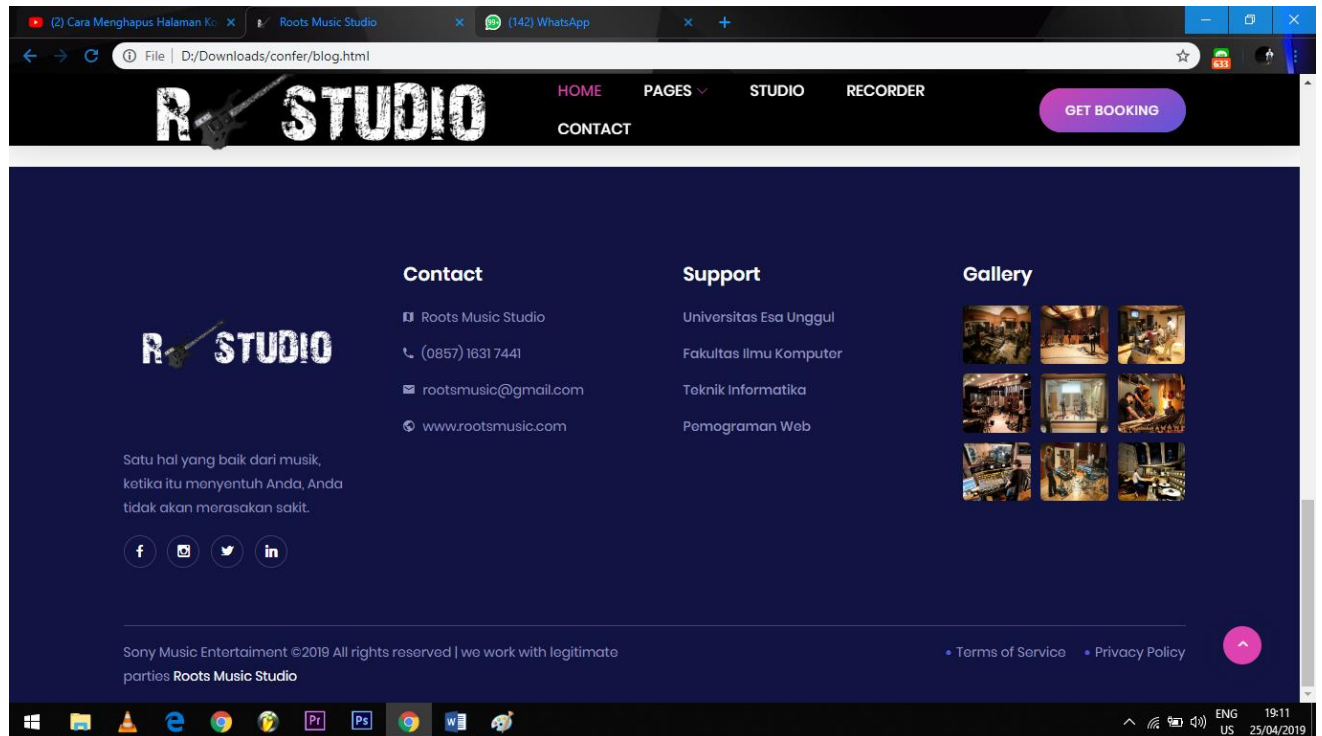 (2) Cara Menghapus Halaman Ko
Roots Music Studio
(142) WhatsApp
File | D:/Downloads/confer/blog.html
633
R STUDIO
HOME PAGES STUDIO RECORDER
CONTACT
GET BOOKING
R STUDIO
Satu hal yang baik dari musik,
ketika itu menyentuh Anda, Anda
tidak akan merasakan sakit.
Contact
Roots Music Studio
(0857) 1631 7441
rootsmusic@gmail.com
www.rootsmusic.com
Support
Universitas Esa Unggul
Fakultas Ilmu Komputer
Teknik Informatika
Pemograman Web
Gallery
Sony Music Entertaiment ©2019 All rights reserved | we work with legitimate
parties Roots Music Studio
• Terms of Service • Privacy Policy
ENG
US
19:11
25/04/2019